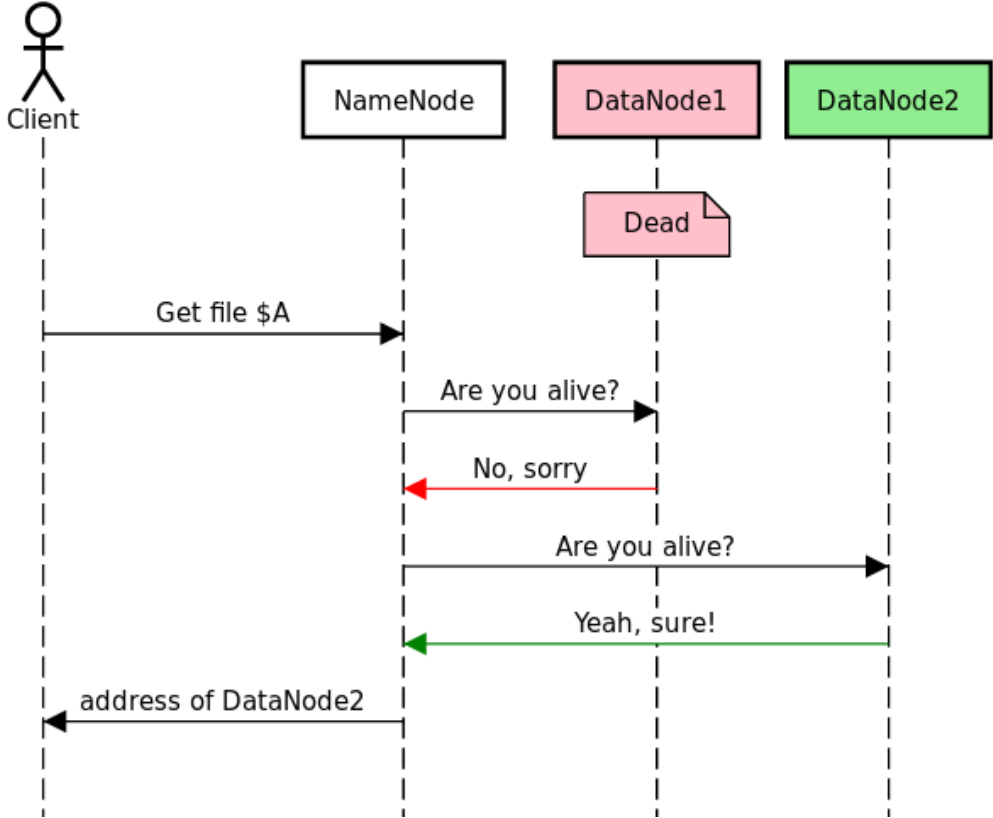 Client
NameNode
DataNode1
DataNode2
Dead
Get file $A
Are you alive?
No, sorry
Are you alive?
Yeah, sure!
address of DataNode2